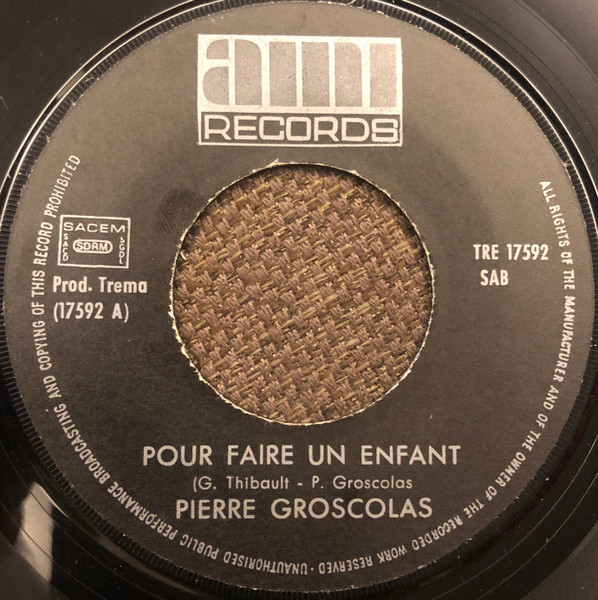 ami
RECORDS
SACEM
SACD
SDRM
SGDL
Prod. Trema
(17592 A)
TRE 17592
SAB
POUR FAIRE UN ENFANT
(G. Thibault - P. Groscolas
PIERRE GROSCOLAS
ALL RIGHTS OF THE MANUFACTURER AND OF THE OWNER OF THE RECORDED WORK RESERVED · UNAUTHORISED PUBLIC PERFORMANCE BROADCASTING AND COPYING OF THIS RECORD PROHIBITED